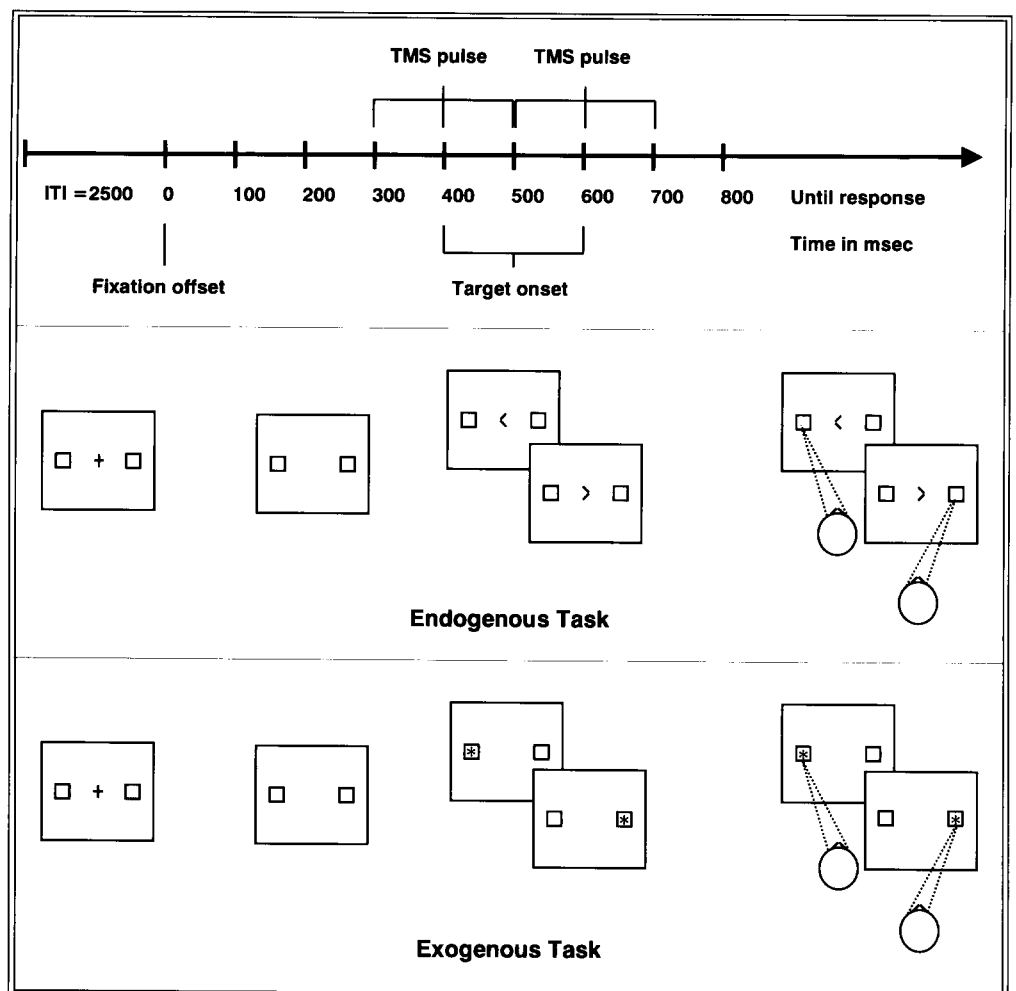 TMS pulse TMS pulse
ITI =2500 0 100 200 300 400 500 600 700 800 Until response
Time in msec
Fixation offset Target onset
+ < <
> >
Endogenous Task
+ * *
* *
Exogenous Task